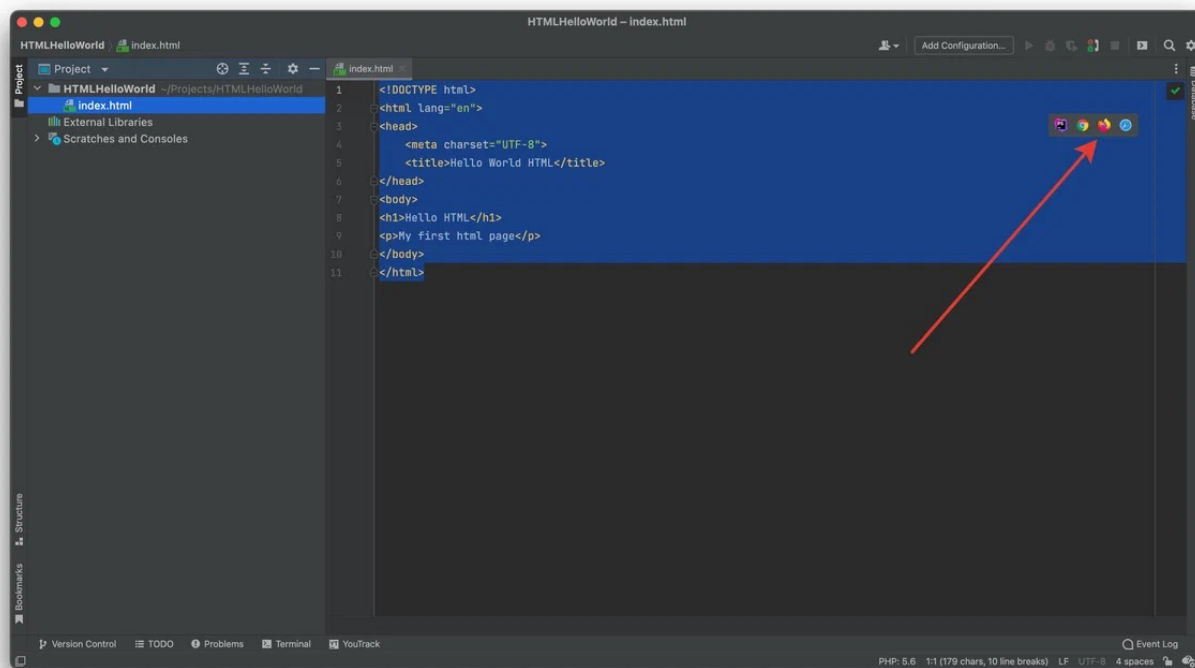 HTMLHelloWorld – index.html
HTMLHelloWorld index.html
Add Configuration...
Project
Project
index.html
HTMLHelloWorld ~/Projects/HTMLHelloWorld
index.html
External Libraries
Scratches and Consoles
1 <!DOCTYPE html>
2 <html lang="en">
3 <head>
4 <meta charset="UTF-8">
5 <title>Hello World HTML</title>
6 </head>
7 <body>
8 <h1>Hello HTML</h1>
9 <p>My first html page</p>
10 </body>
11 </html>
Database
Structure
Bookmarks
Version Control TODO Problems Terminal YouTrack
Event Log
PHP: 5.6 1:1 (179 chars, 10 line breaks) LF UTF-8 4 spaces